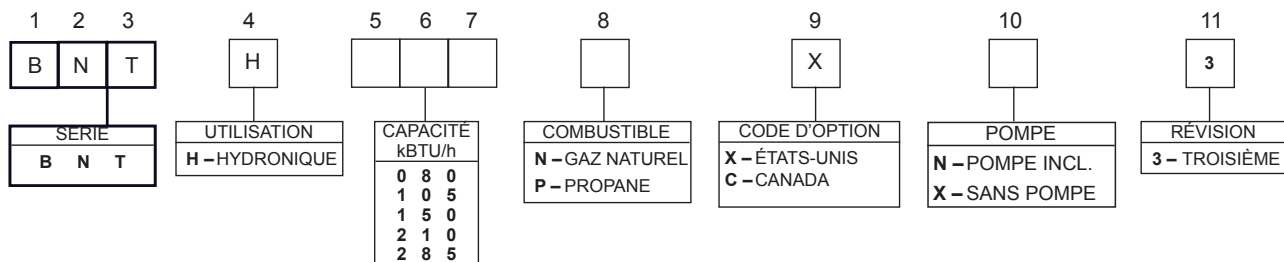 1 2 3 4 5 6 7 8 9 10 11
B N T H X 3
SERIE
B N T
UTILISATION
H – HYDRONIQUE
CAPACITÉ
kBTU/h
0 8 0
1 0 5
1 5 0
2 1 0
2 8 5
COMBUSTIBLE
N – GAZ NATUREL
P – PROPANE
CODE D'OPTION
X – ÉTATS-UNIS
C – CANADA
POMPE
N – POMPE INCL.
X – SANS POMPE
RÉVISION
3 – TROISIÈME